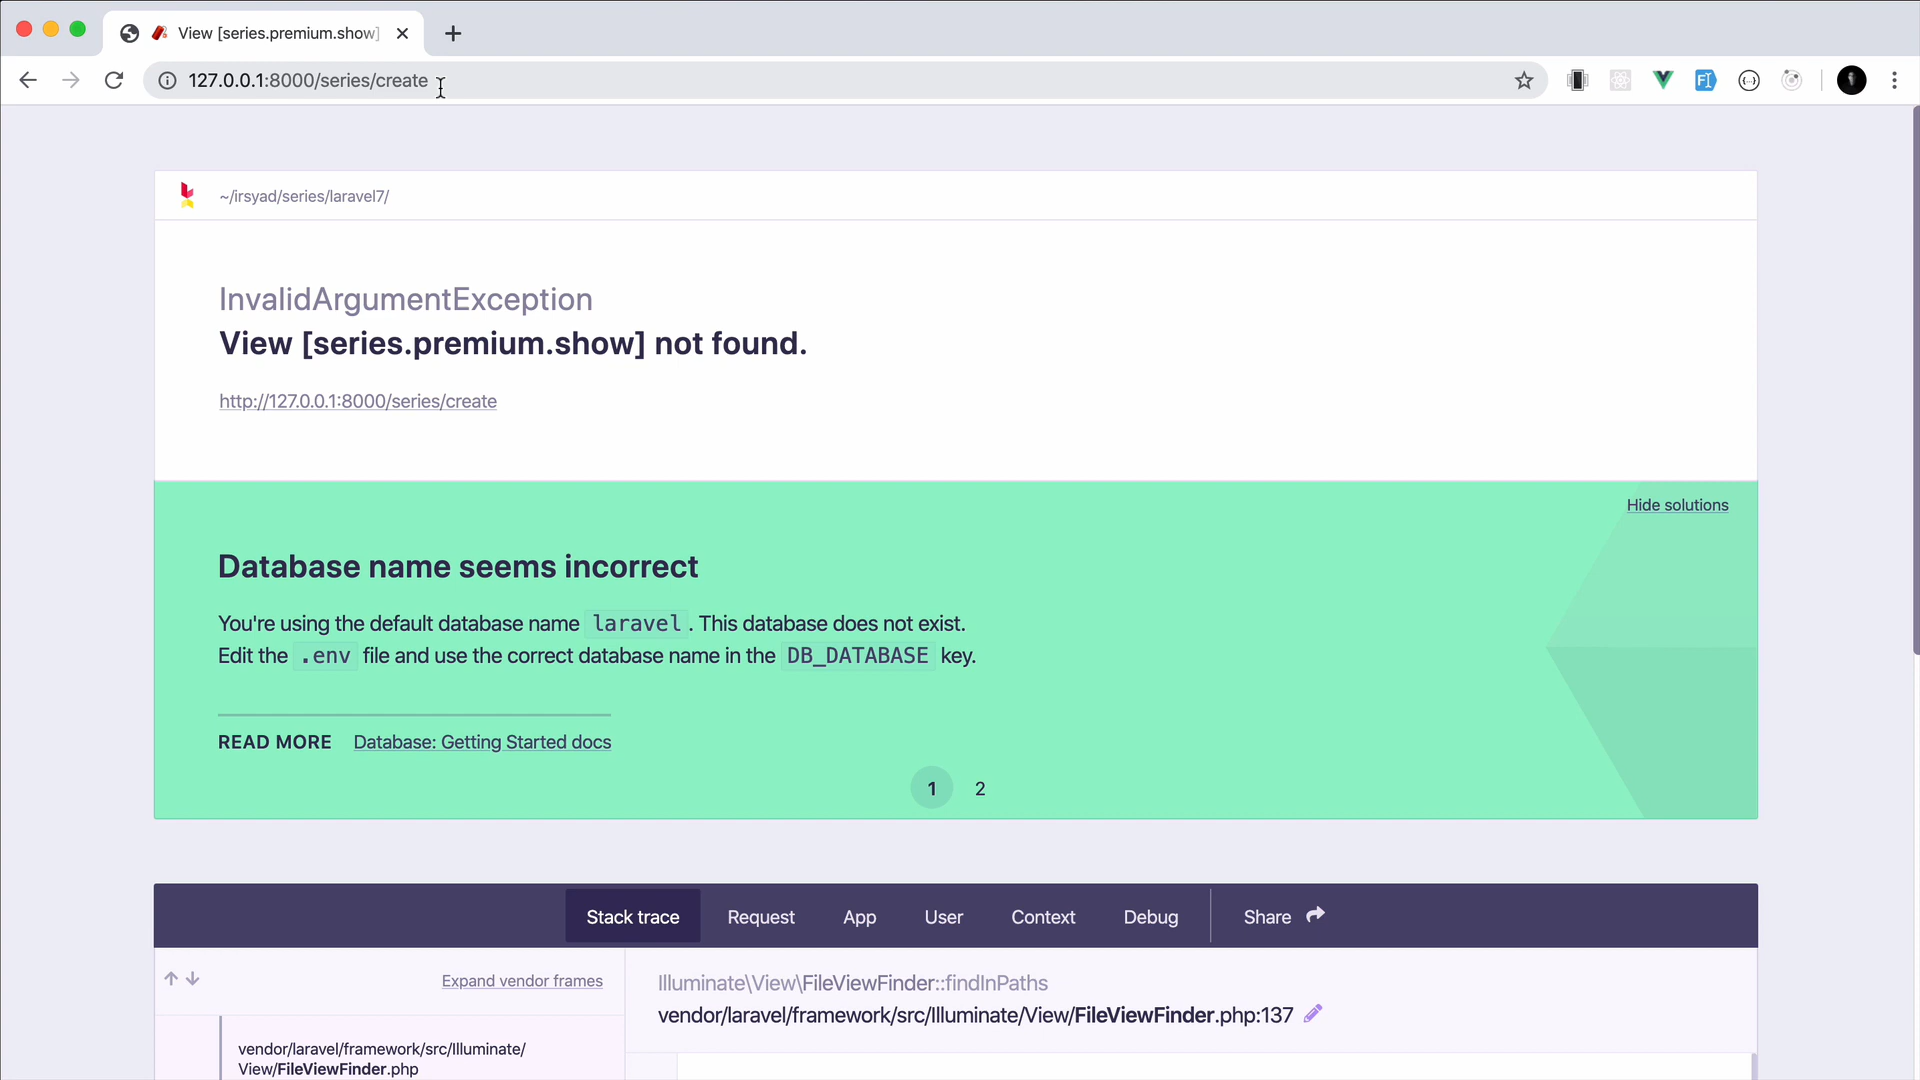 View [series.premium.show]
127.0.0.1:8000/series/create
~/irsyad/series/laravel7/
InvalidArgumentException
View [series.premium.show] not found.
http://127.0.0.1:8000/series/create
Hide solutions
Database name seems incorrect
You're using the default database name laravel. This database does not exist.
Edit the .env file and use the correct database name in the DB_DATABASE key.
READ MORE Database: Getting Started docs
1 2
Stack trace Request App User Context Debug Share
Expand vendor frames
Illuminate\View\FileViewFinder::findInPaths
vendor/laravel/framework/src/Illuminate/View/FileViewFinder.php:137
vendor/laravel/framework/src/Illuminate/
View/FileViewFinder.php